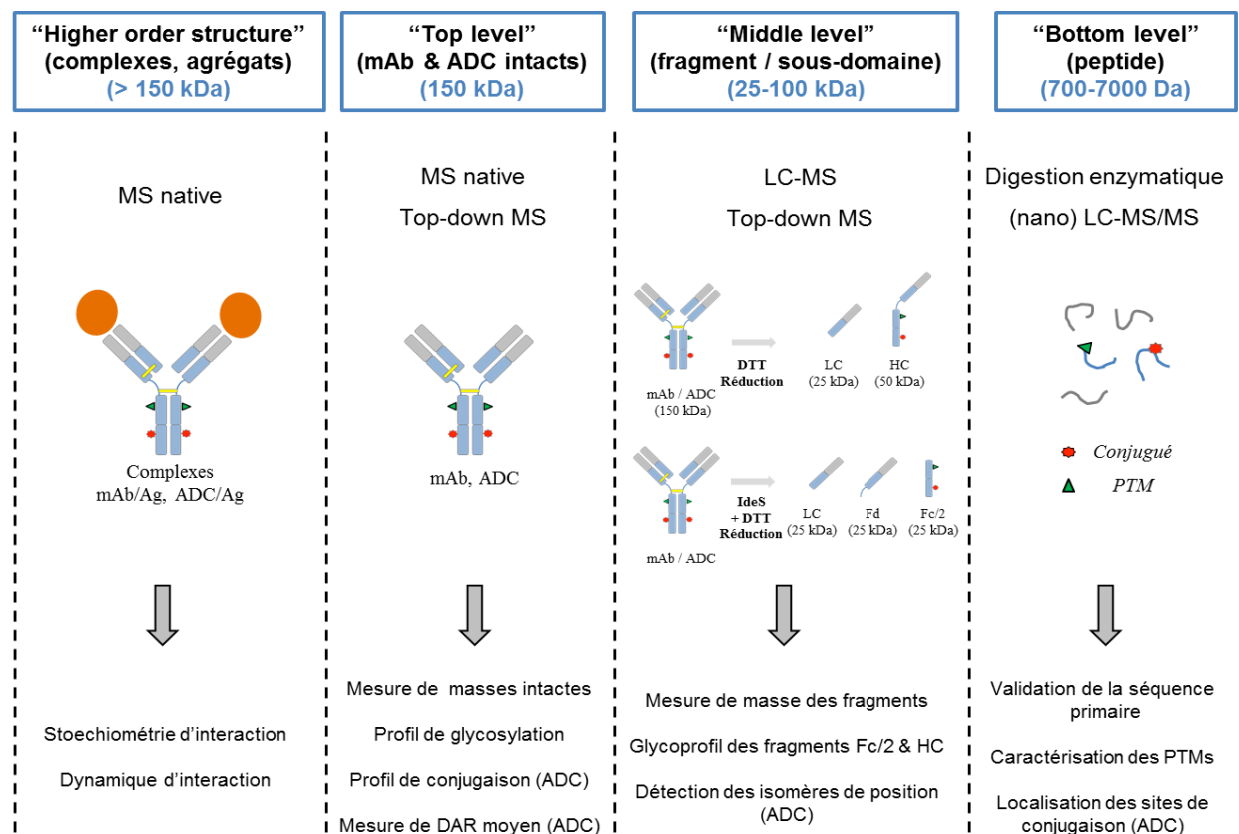 “Higher order structure”
(complexes, agrégats)
(> 150 kDa)
“Top level”
(mAb & ADC intacts)
(150 kDa)
“Middle level”
(fragment / sous-domaine)
(25-100 kDa)
“Bottom level”
(peptide)
(700-7000 Da)
MS native
MS native
Top-down MS
LC-MS
Top-down MS
Digestion enzymatique
(nano) LC-MS/MS
Complexes
mAb/Ag, ADC/Ag
mAb, ADC
mAb / ADC
(150 kDa)
DTT
Réduction
LC
(25 kDa)
HC
(50 kDa)
mAb / ADC
IdeS
+ DTT
Réduction
LC
(25 kDa)
Fd
(25 kDa)
Fc/2
(25 kDa)
Conjugué
PTM
Stoechiométrie d’interaction
Dynamique d’interaction
Mesure de masses intactes
Profil de glycosylation
Profil de conjugaison (ADC)
Mesure de DAR moyen (ADC)
Mesure de masse des fragments
Glycoprofil des fragments Fc/2 & HC
Détection des isomères de position
(ADC)
Validation de la séquence
primaire
Caractérisation des PTMs
Localisation des sites de
conjugaison (ADC)